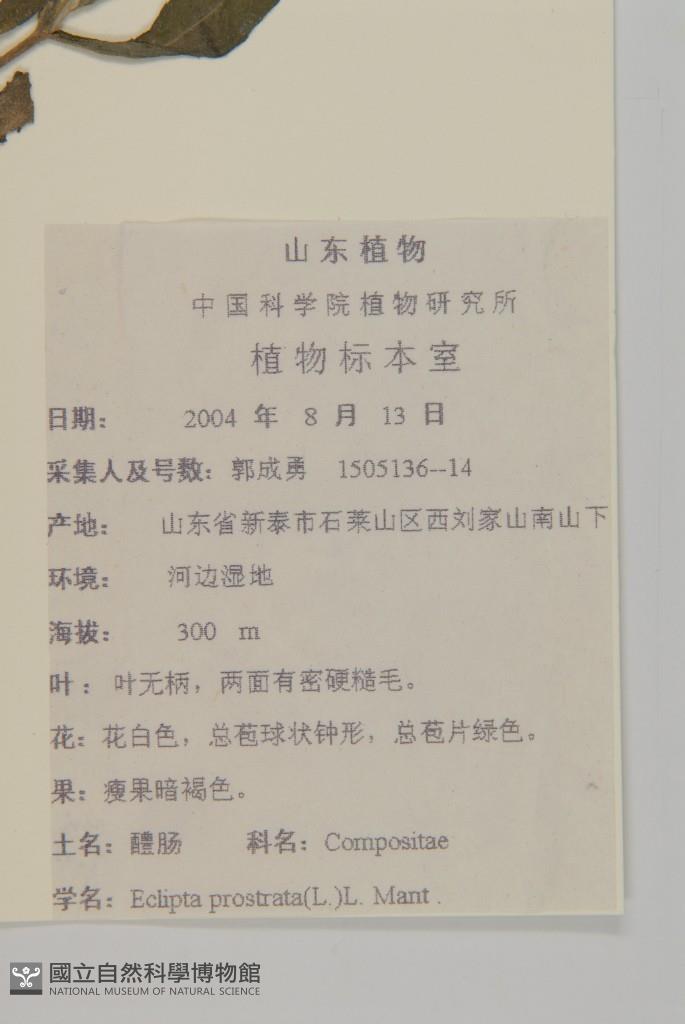 山东植物
中国科学院植物研究所
植物标本室
日期： 2004 年 8 月 13 日
采集人及号数：郭成勇 1505136--14
产地： 山东省新泰市石莱山区西刘家山南山下
环境： 河边湿地
海拔： 300 m
叶：叶无柄，两面有密硬糙毛。
花：花白色，总苞球状钟形，总苞片绿色。
果：瘦果暗褐色。
土名：醴肠 科名：Compositae
学名：Eclipta prostrata(L.)L. Mant .
國立自然科學博物館
NATIONAL MUSEUM OF NATURAL SCIENCE